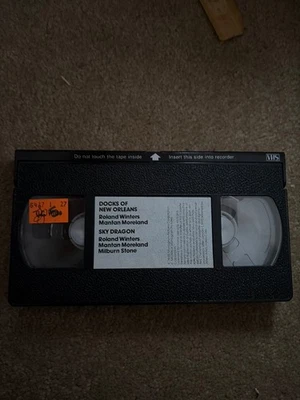 Do not touch the tape inside
Insert this side into recorder
VHS
DOCKS OF
NEW ORLEANS
Roland Winters
Mantan Moreland
SKY DRAGON
Roland Winters
Mantan Moreland
Milburn Stone